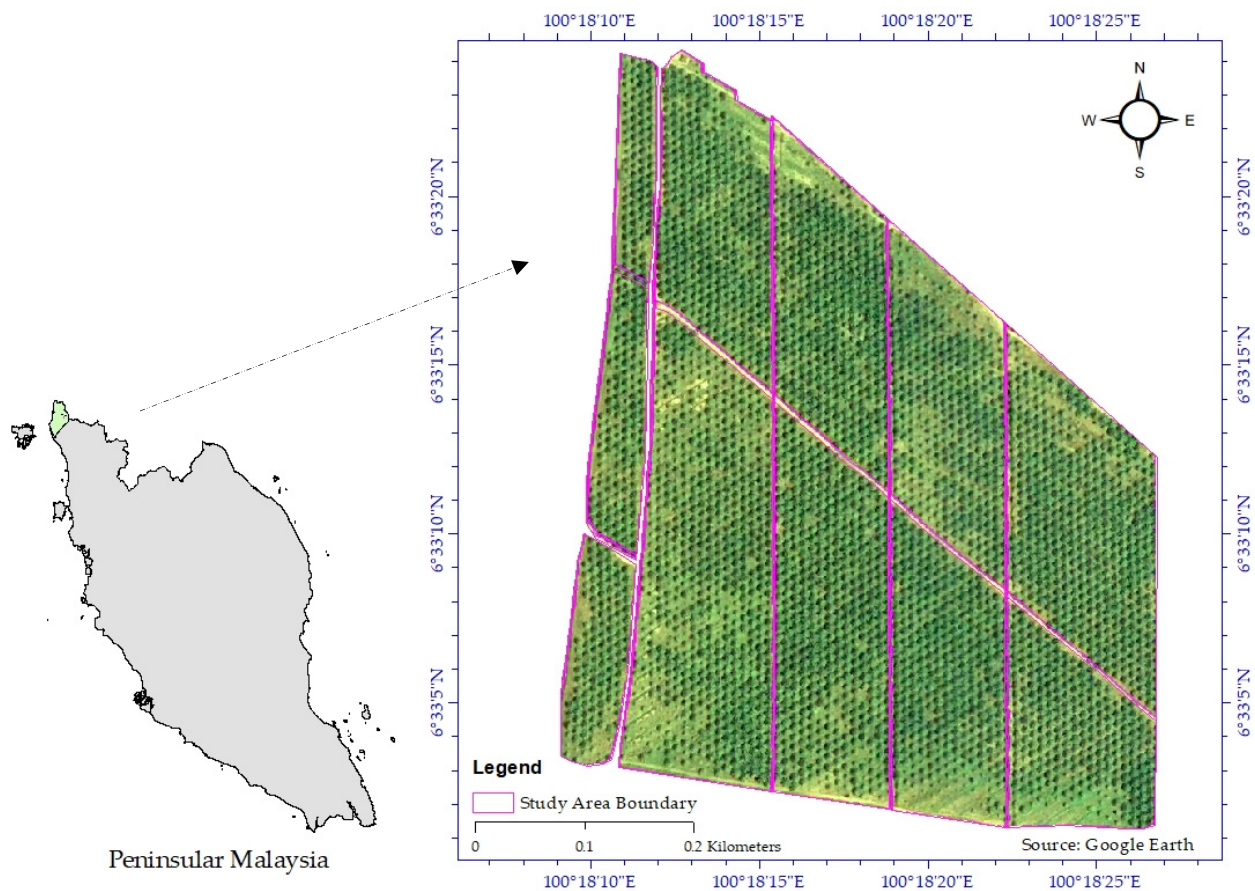 100°18'10"E 100°18'15"E 100°18'20"E 100°18'25"E
N
W E
S
6°33'20"N 6°33'20"N
6°33'15"N 6°33'15"N
6°33'10"N 6°33'10"N
6°33'5"N 6°33'5"N
Legend
Study Area Boundary
0 0.1 0.2 Kilometers
Source: Google Earth
Peninsular Malaysia
100°18'10"E 100°18'15"E 100°18'20"E 100°18'25"E